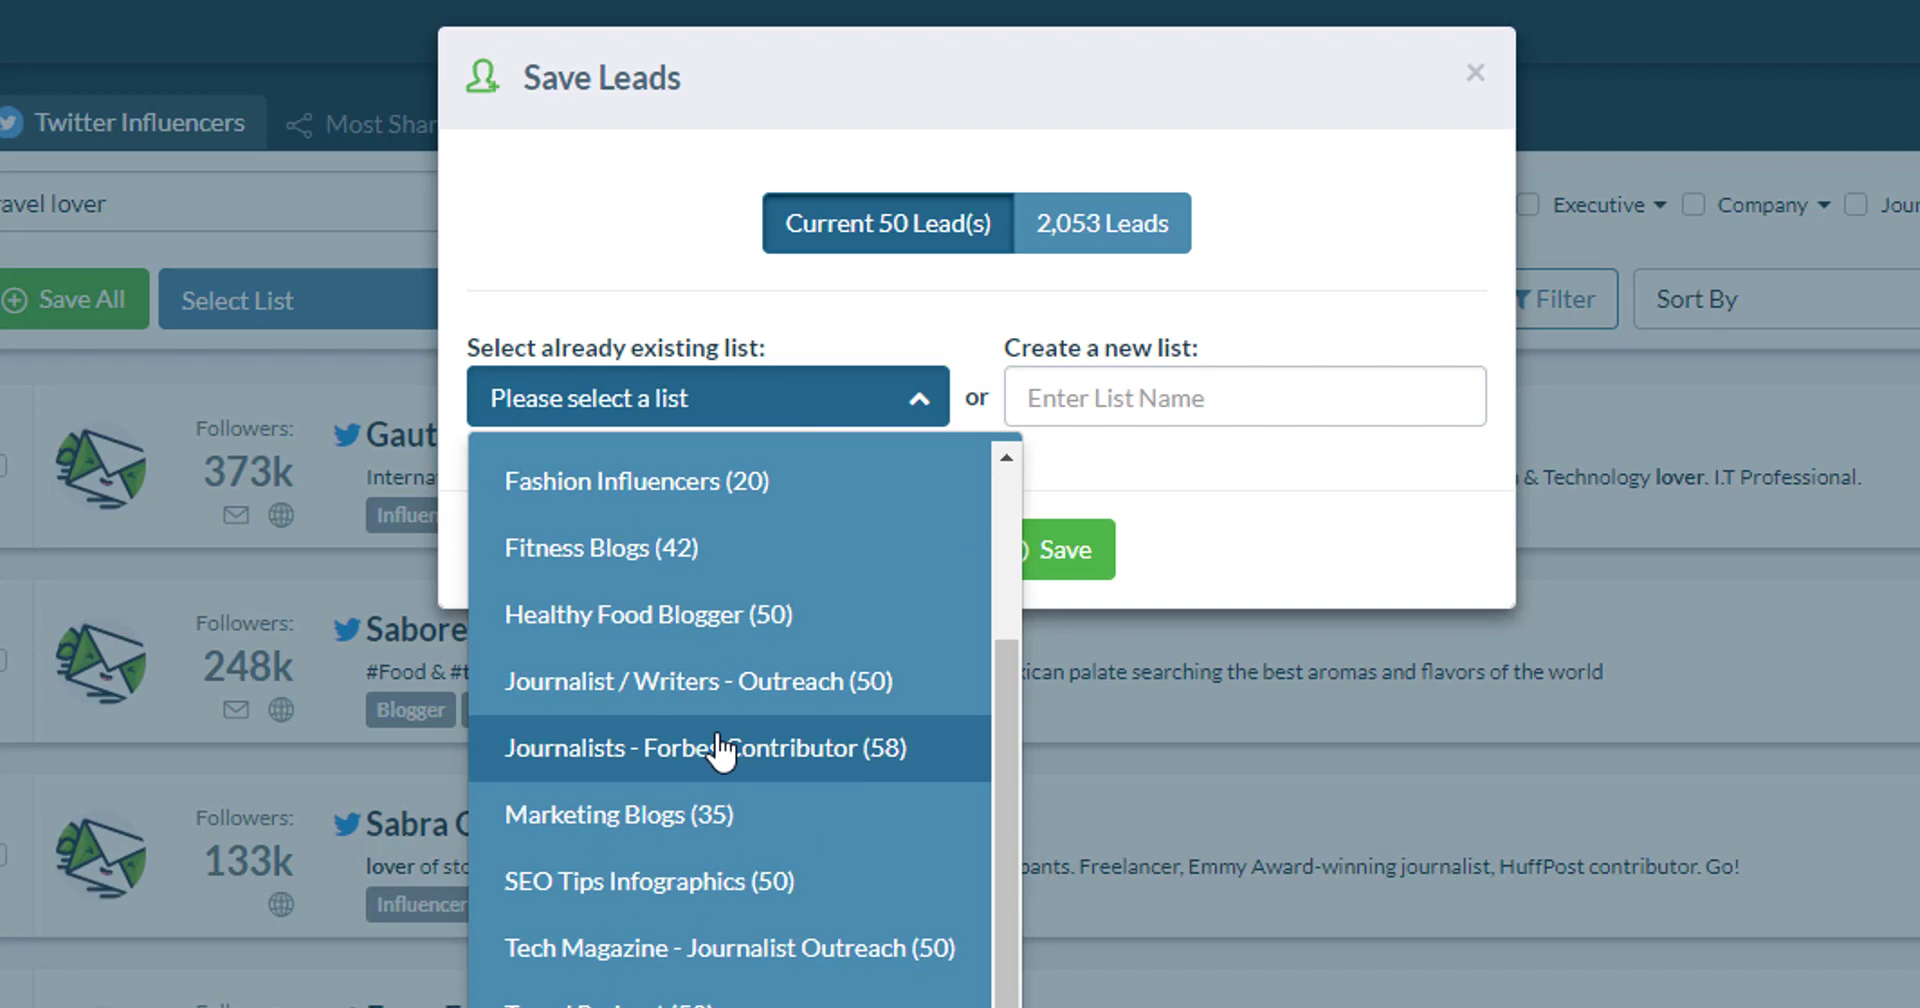 Save Leads
×
Twitter Influencers
Most Shar
avel lover
Current 50 Lead(s)
2,053 Leads
Executive
Company
Jour
Save All
Select List
Filter
Sort By
Select already existing list:
Create a new list:
Please select a list
or
Enter List Name
Followers:
373k
Gaut
Interna
& Technology lover. I.T Professional.
Influen
Fashion Influencers (20)
Fitness Blogs (42)
Save
Healthy Food Blogger (50)
Followers:
248k
Sabore
#Food & #t
ican palate searching the best aromas and flavors of the world
Blogger
Journalist / Writers - Outreach (50)
Journalists - Forbes Contributor (58)
Marketing Blogs (35)
Followers:
133k
Sabra
lover of sto
pants. Freelancer, Emmy Award-winning journalist, HuffPost contributor. Go!
Influencer
SEO Tips Infographics (50)
Tech Magazine - Journalist Outreach (50)